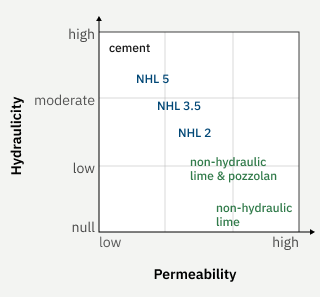 high
cement
NHL 5
moderate
NHL 3.5
NHL 2
Hydraulicity
low
non-hydraulic
lime & pozzolan
non-hydraulic
lime
null
low
high
Permeability